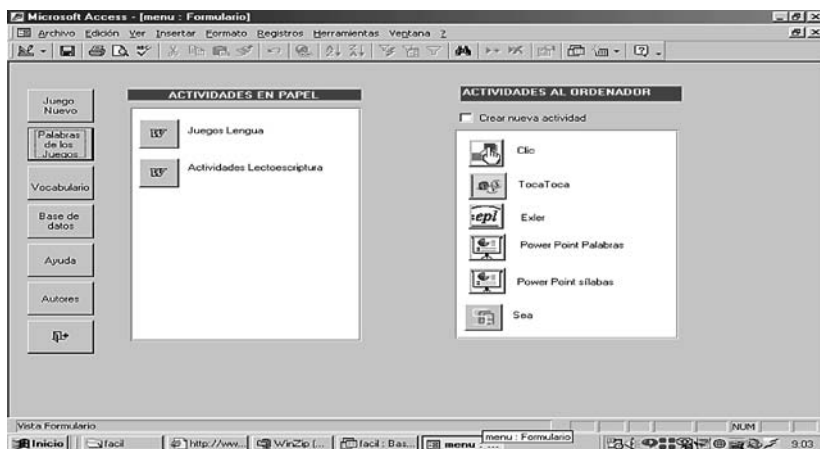 Microsoft Access - [menu : Formulario]
Archivo Edición Ver Insertar Formato Registros Herramientas Ventana ?
Juego Nuevo
Palabras de los Juegos
Vocabulario
Base de datos
Ayuda
Autores
ACTIVIDADES EN PAPEL
Juegos Lengua
Actividades Lectoescriptura
ACTIVIDADES AL ORDENADOR
Crear nueva actividad
Clic
TocaToca
:epl Exler
Power Point Palabras
Power Point sílabas
Sea
Vista Formulario NUM
Inicio facil http://www... WinZip (... facil : Bas... menu : ... menu : Formulario 9:03